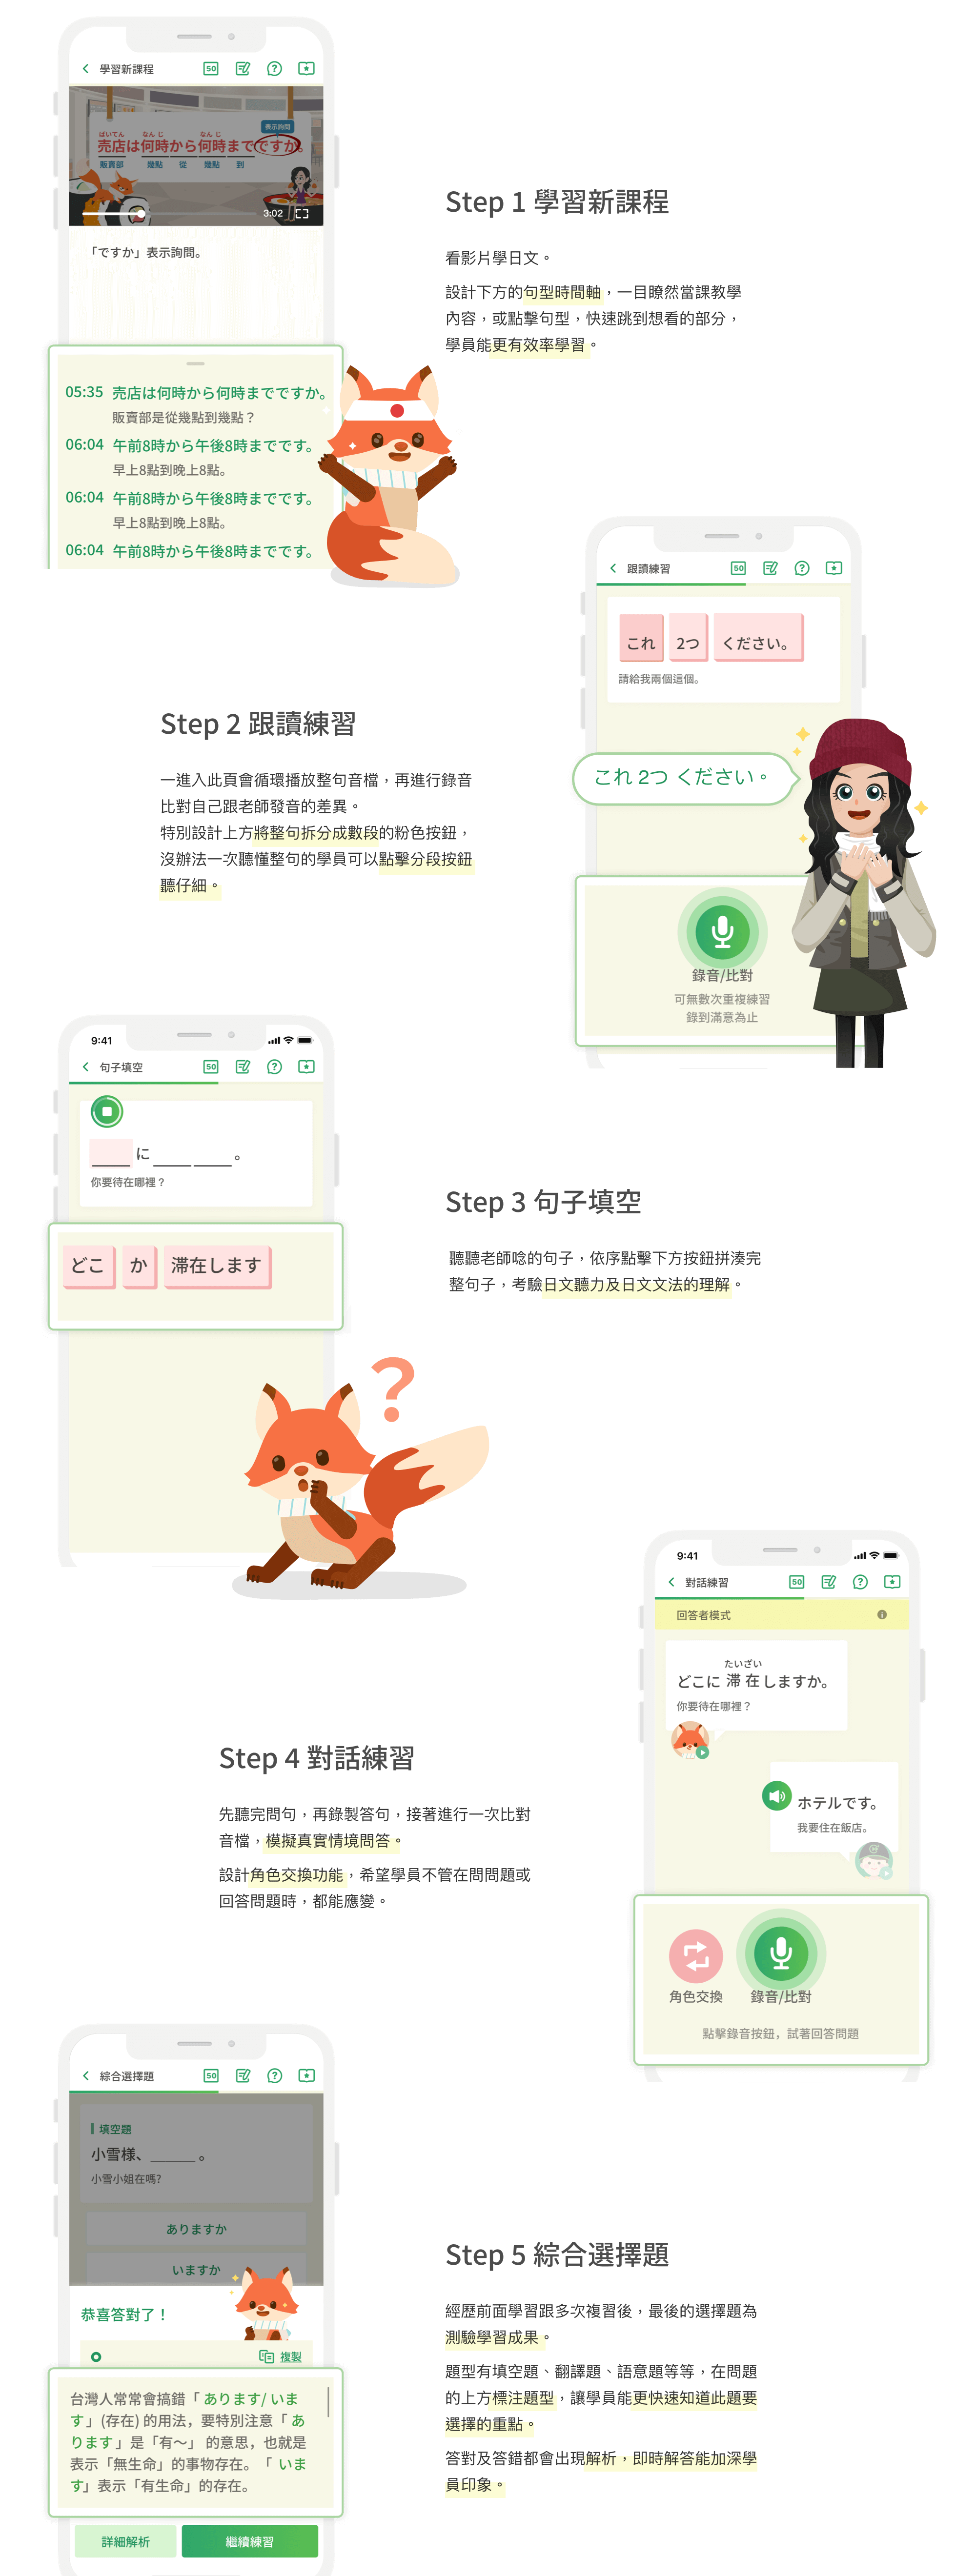 學習新課程
50
表示詢問
ばいてん なんじ なんじ
売店は何時から何時までですか。
販賣部 幾點 從 幾點 到
3:02
「ですか」表示詢問。
05:35 売店は何時から何時までですか。
販賣部是從幾點到幾點？
06:04 午前8時から午後8時までです。
早上8點到晚上8點。
06:04 午前8時から午後8時までです。
早上8點到晚上8點。
06:04 午前8時から午後8時までです。
Step 1 學習新課程
看影片學日文。
設計下方的句型時間軸，一目瞭然當課教學
內容，或點擊句型，快速跳到想看的部分，
學員能更有效率學習。
跟讀練習
50
これ 2つ ください。
請給我兩個這個。
これ 2つ ください。
錄音/比對
可無數次重複練習
錄到滿意為止
Step 2 跟讀練習
一進入此頁會循環播放整句音檔，再進行錄音
比對自己跟老師發音的差異。
特別設計上方將整句拆分成數段的粉色按鈕，
沒辦法一次聽懂整句的學員可以點擊分段按鈕
聽仔細。
9:41
句子填空
50
____に____ ____。
你要待在哪裡？
どこ か 滞在します
?
Step 3 句子填空
聽聽老師唸的句子，依序點擊下方按鈕拼湊完
整句子，考驗日文聽力及日文文法的理解。
9:41
對話練習
50
回答者模式
たいざい
どこに 滞在しますか。
你要待在哪裡？
ホテルです。
我要住在飯店。
角色交換 錄音/比對
點擊錄音按鈕，試著回答問題
Step 4 對話練習
先聽完問句，再錄製答句，接著進行一次比對
音檔，模擬真實情境問答。
設計角色交換功能，希望學員不管在問問題或
回答問題時，都能應變。
綜合選擇題
50
填空題
小雪様、_____。
小雪小姐在嗎?
ありますか
いますか
恭喜答對了！
複製
台灣人常常會搞錯「 あります/ いま
す」(存在) 的用法，要特別注意「 あ
ります 」是「有～」 的意思，也就是
表示「無生命」的事物存在。「 いま
す」表示「有生命」的存在。
詳細解析
繼續練習
Step 5 綜合選擇題
經歷前面學習跟多次複習後，最後的選擇題為
測驗學習成果。
題型有填空題、翻譯題、語意題等等，在問題
的上方標注題型，讓學員能更快速知道此題要
選擇的重點。
答對及答錯都會出現解析，即時解答能加深學
員印象。